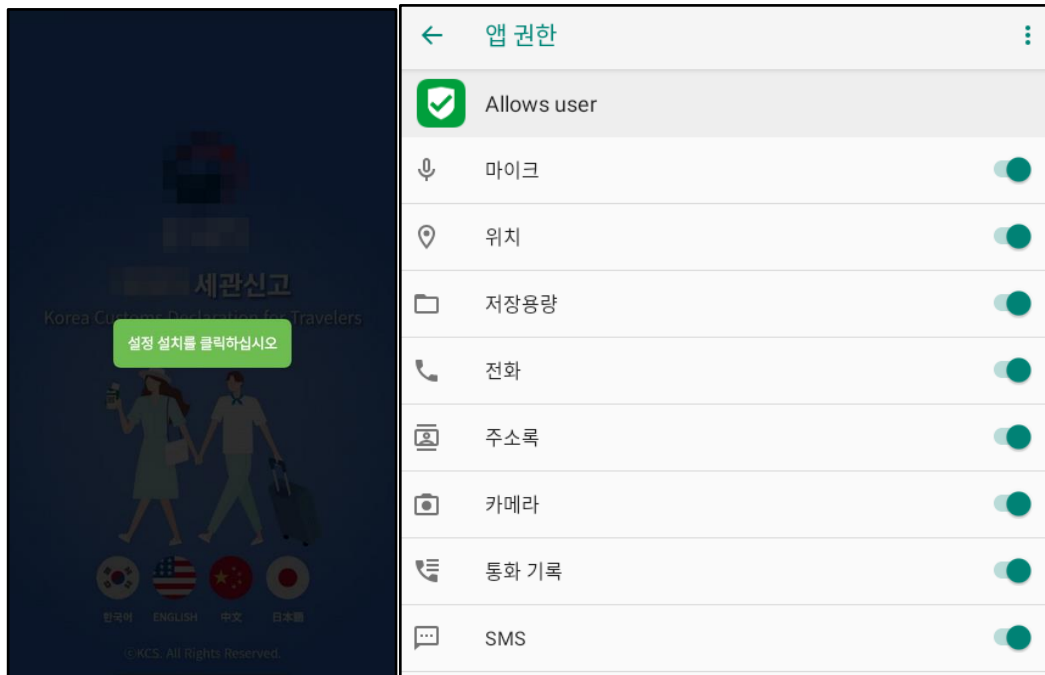 세관신고
Korea Customs Declaration for Travelers
설정 설치를 클릭하십시오
한국어 ENGLISH 中文 日本語
ⓒKCS. All Rights Reserved.
앱 권한
Allows user
마이크
위치
저장용량
전화
주소록
카메라
통화 기록
SMS